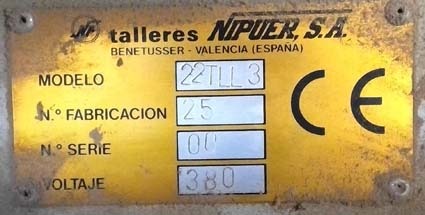 talleres NIPUER, S.A.
BENETUSSER - VALENCIA (ESPAÑA)
MODELO 22TLL3
N.º FABRICACION 25
N.º SERIE 00
VOLTAJE 380
CE